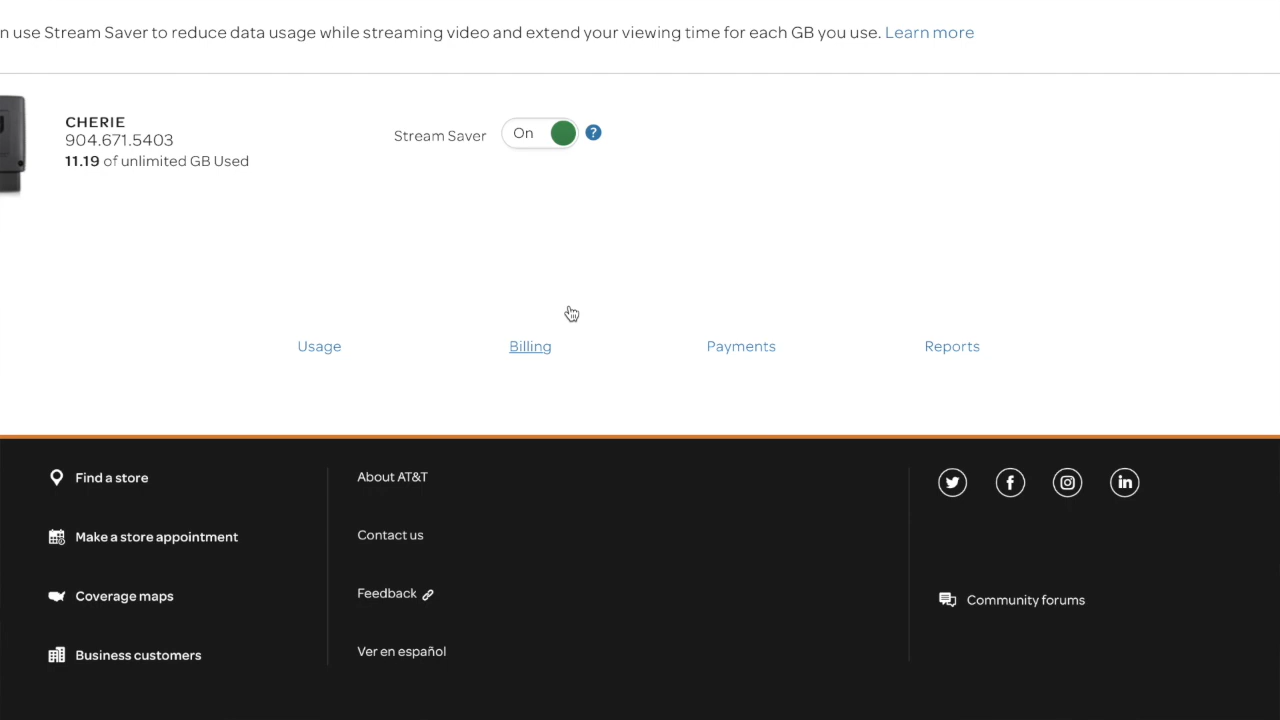 n use Stream Saver to reduce data usage while streaming video and extend your viewing time for each GB you use. Learn more
CHERIE
904.671.5403
11.19 of unlimited GB Used
Stream Saver On ?
Usage Billing Payments Reports
Find a store
Make a store appointment
Coverage maps
Business customers
About AT&T
Contact us
Feedback
Ver en español
Community forums